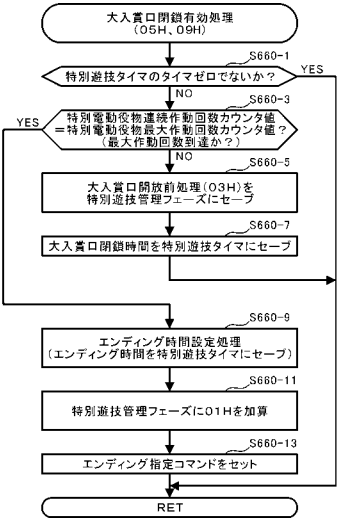 大入賞口閉鎖有効処理
(05H、09H)
S660-1
特別遊技タイマのタイマゼロでないか?
YES
NO
S660-3
YES
特別電動役物連続作動回数カウンタ値
=特別電動役物最大作動回数カウンタ値?
(最大作動回数到達か?)
NO
S660-5
大入賞口開放前処理(03H)を
特別遊技管理フェーズにセーブ
S660-7
大入賞口閉鎖時間を特別遊技タイマにセーブ
S660-9
エンディング時間設定処理
(エンディング時間を特別遊技タイマにセーブ)
S660-11
特別遊技管理フェーズに01Hを加算
S660-13
エンディング指定コマンドをセット
RET